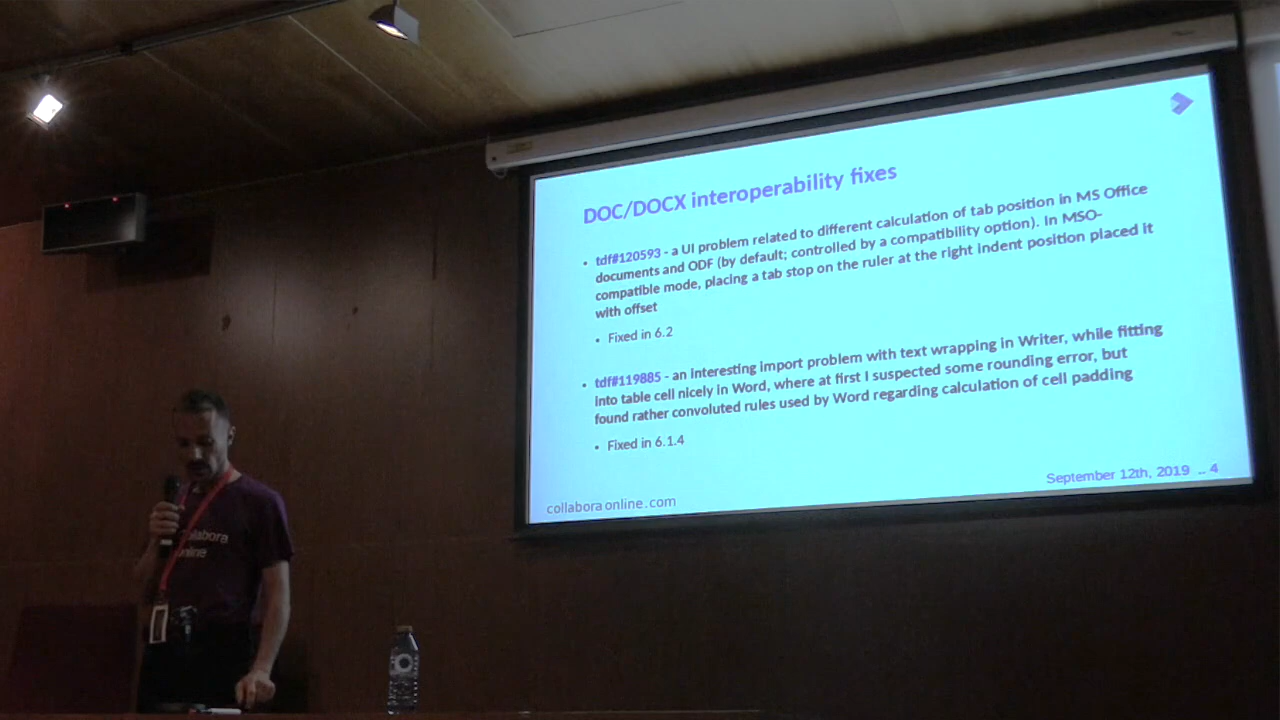 DOC/DOCX interoperability fixes
• tdf#120593 - a UI problem related to different calculation of tab position in MS Office
documents and ODF (by default; controlled by a compatibility option). In MSO-
compatible mode, placing a tab stop on the ruler at the right indent position placed it
with offset
• Fixed in 6.2
• tdf#119885 - an interesting import problem with text wrapping in Writer, while fitting
into table cell nicely in Word, where at first I suspected some rounding error, but
found rather convoluted rules used by Word regarding calculation of cell padding
• Fixed in 6.1.4
collabora online.com
September 12th, 2019 .. 4
llabora
online